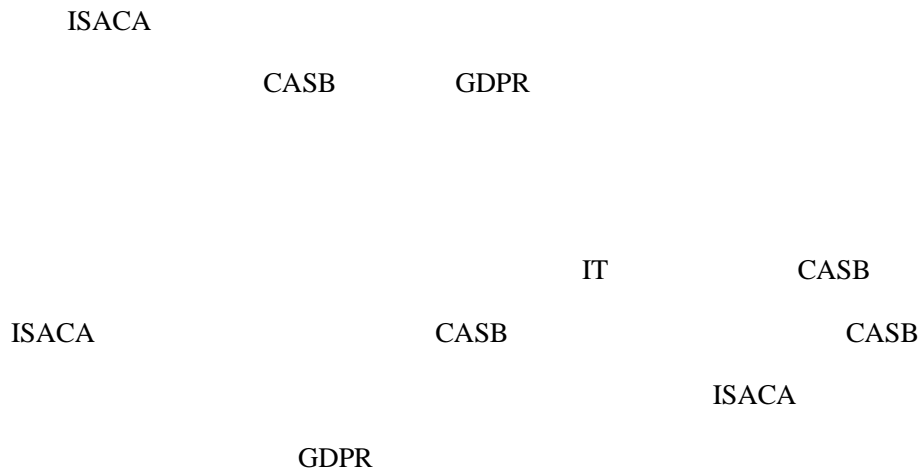 ISACA
CASB GDPR
IT CASB
ISACA CASB CASB
ISACA
GDPR